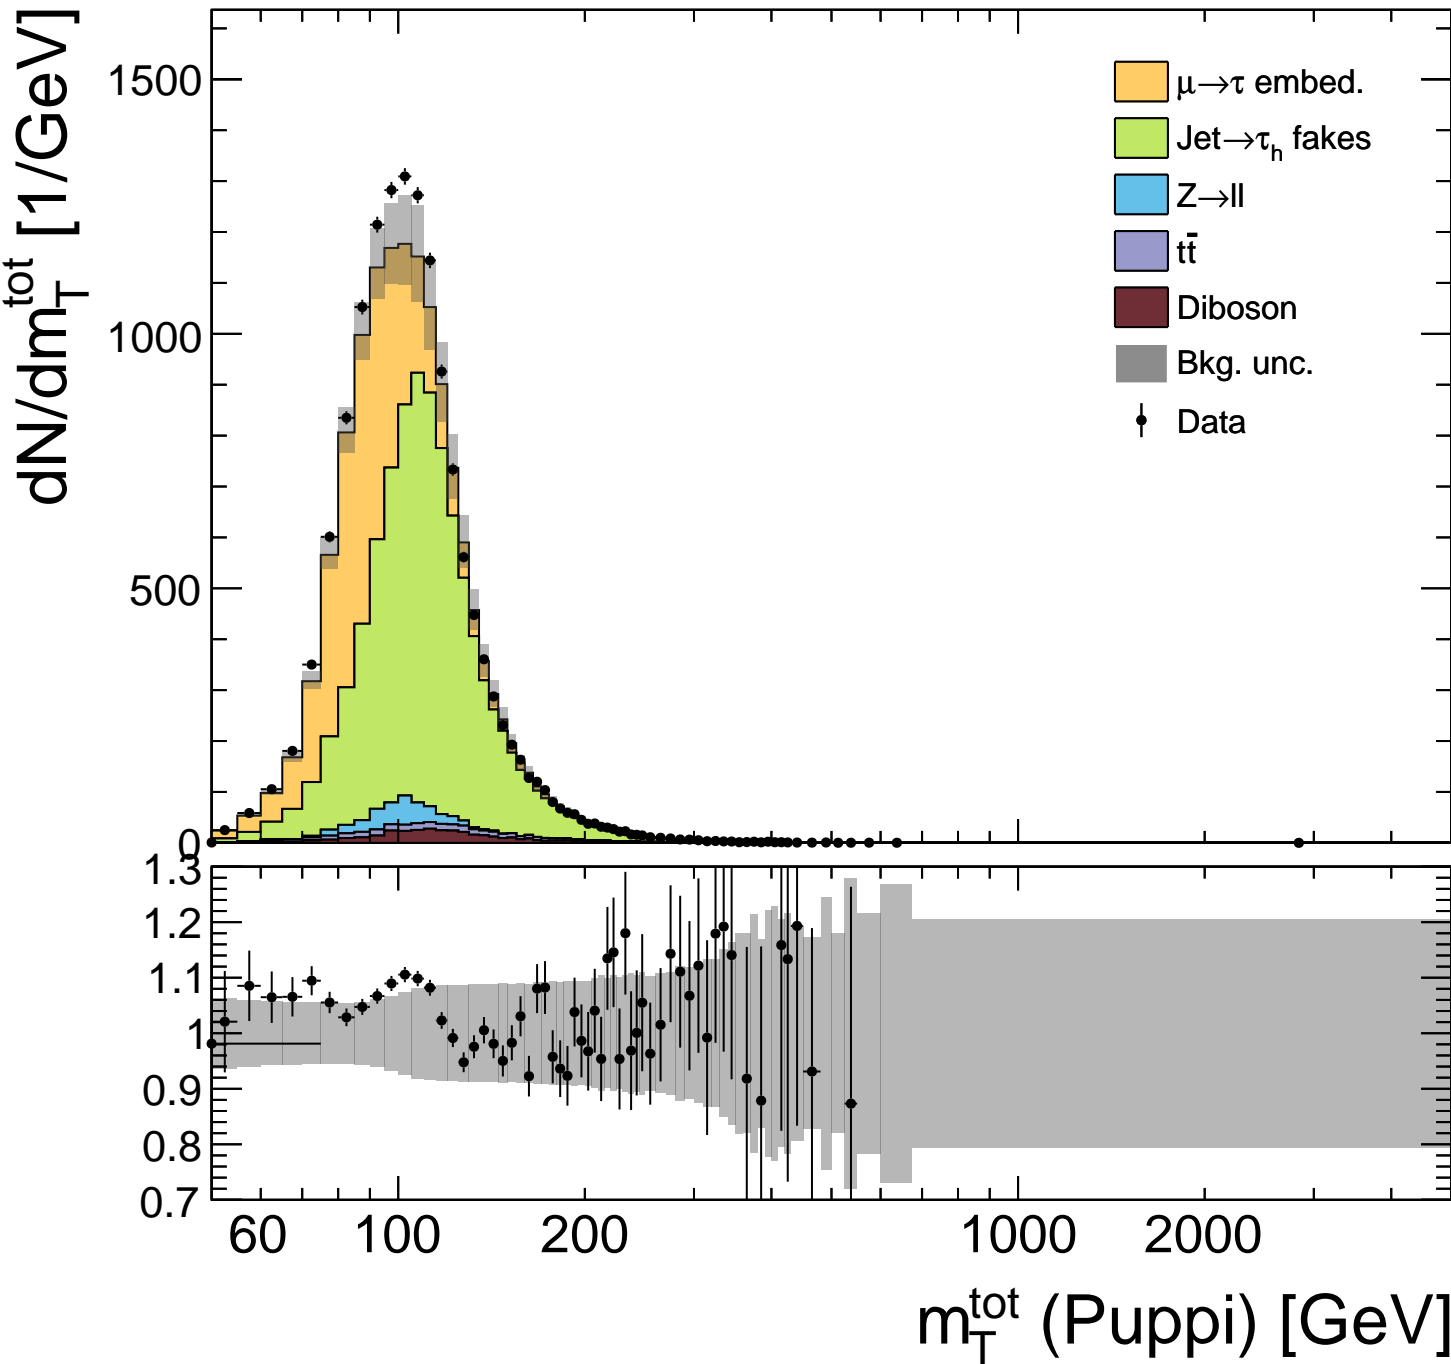 dN/dm_T^tot [1/GeV]
1500
1000
500
0
μ→τ embed.
Jet→τ_h fakes
Z→ll
tt̄
Diboson
Bkg. unc.
Data
1.3
1.2
1.1
1
0.9
0.8
0.7
60 100 200 1000 2000
m_T^tot (Puppi) [GeV]